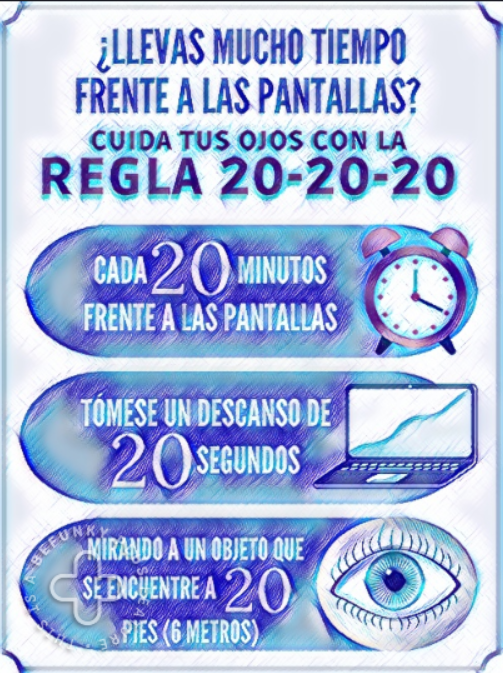 ¿LLEVAS MUCHO TIEMPO
FRENTE A LAS PANTALLAS?
CUIDA TUS OJOS CON LA
REGLA 20-20-20
CADA 20 MINUTOS
FRENTE A LAS PANTALLAS
TÓMESE UN DESCANSO DE
20 SEGUNDOS
MIRANDO A UN OBJETO QUE
SE ENCUENTRE A 20
PIES (6 METROS)
BEFUNKY